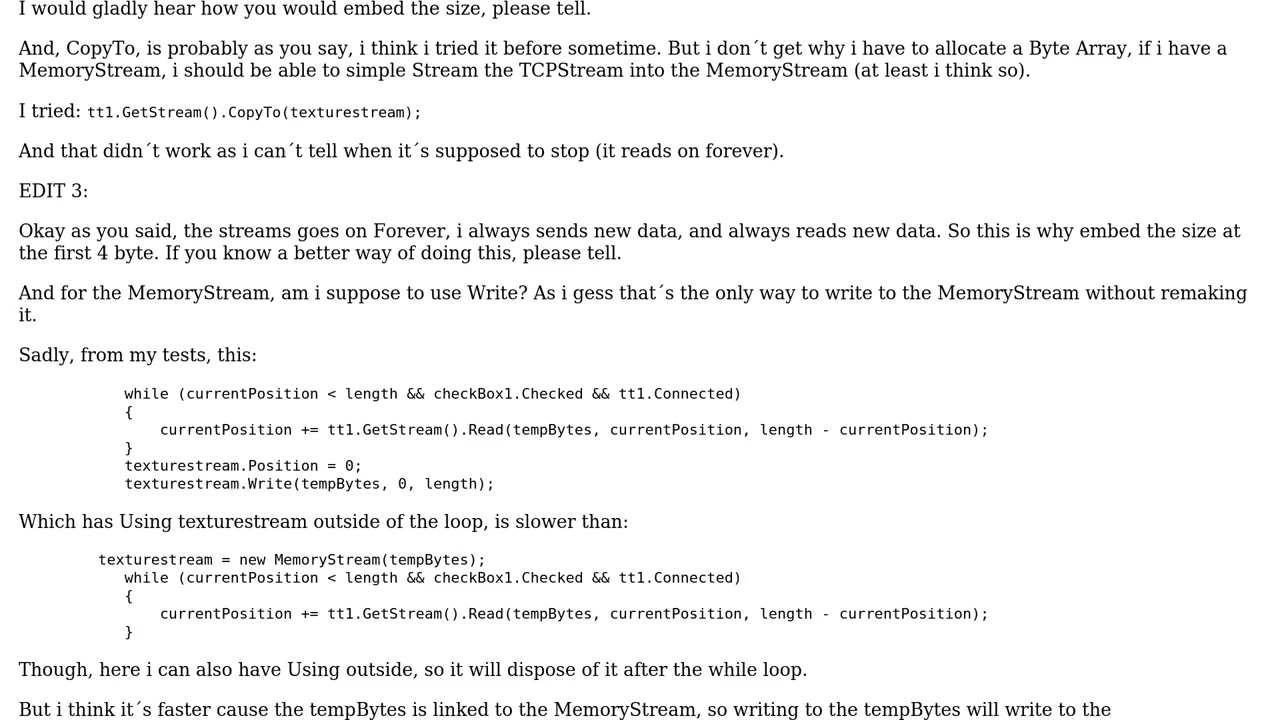 I would gladly hear how you would embed the size, please tell.
And, CopyTo, is probably as you say, i think i tried it before sometime. But i don´t get why i have to allocate a Byte Array, if i have a
MemoryStream, i should be able to simple Stream the TCPStream into the MemoryStream (at least i think so).
I tried: tt1.GetStream().CopyTo(texturestream);
And that didn´t work as i can´t tell when it´s supposed to stop (it reads on forever).
EDIT 3:
Okay as you said, the streams goes on Forever, i always sends new data, and always reads new data. So this is why embed the size at
the first 4 byte. If you know a better way of doing this, please tell.
And for the MemoryStream, am i suppose to use Write? As i gess that´s the only way to write to the MemoryStream without remaking
it.
Sadly, from my tests, this:
while (currentPosition < length && checkBox1.Checked && tt1.Connected)
{
currentPosition += tt1.GetStream().Read(tempBytes, currentPosition, length - currentPosition);
}
texturestream.Position = 0;
texturestream.Write(tempBytes, 0, length);
Which has Using texturestream outside of the loop, is slower than:
texturestream = new MemoryStream(tempBytes);
while (currentPosition < length && checkBox1.Checked && tt1.Connected)
{
currentPosition += tt1.GetStream().Read(tempBytes, currentPosition, length - currentPosition);
}
Though, here i can also have Using outside, so it will dispose of it after the while loop.
But i think it´s faster cause the tempBytes is linked to the MemoryStream, so writing to the tempBytes will write to the